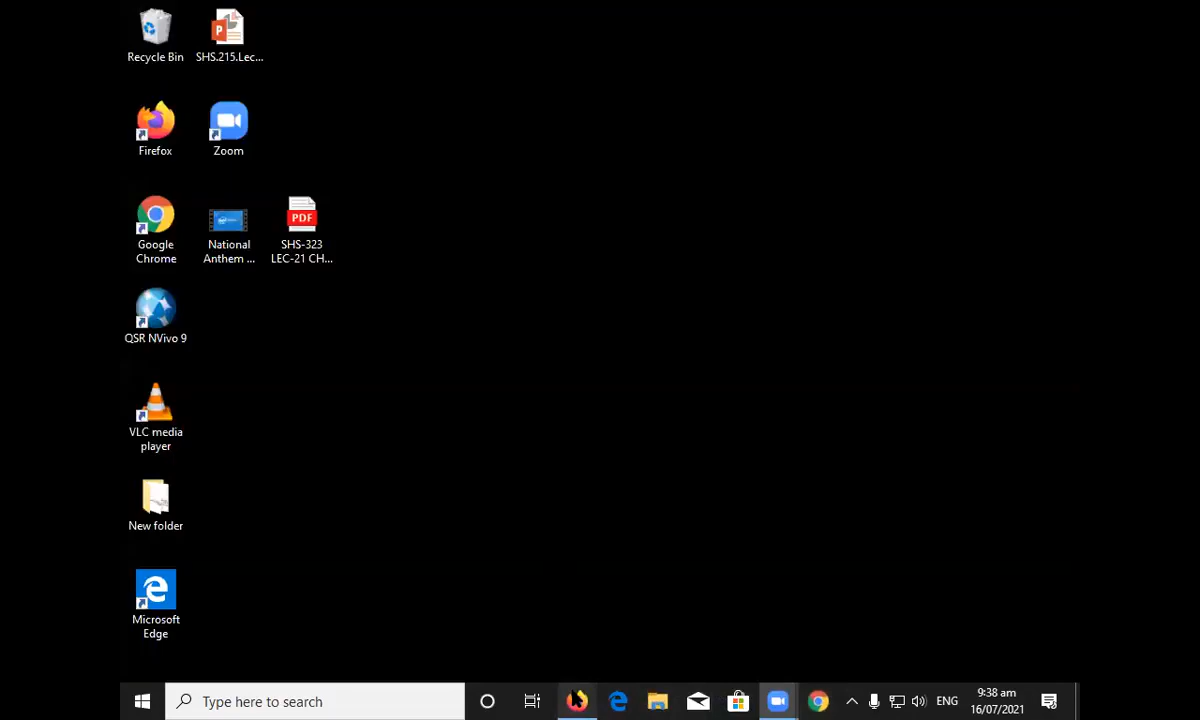 Recycle Bin
SHS.215.Lec...
Firefox
Zoom
Google
Chrome
National
Anthem ...
PDF
SHS-323
LEC-21 CH...
QSR NVivo 9
VLC media
player
New folder
Microsoft
Edge
Type here to search
ENG
9:38 am
16/07/2021